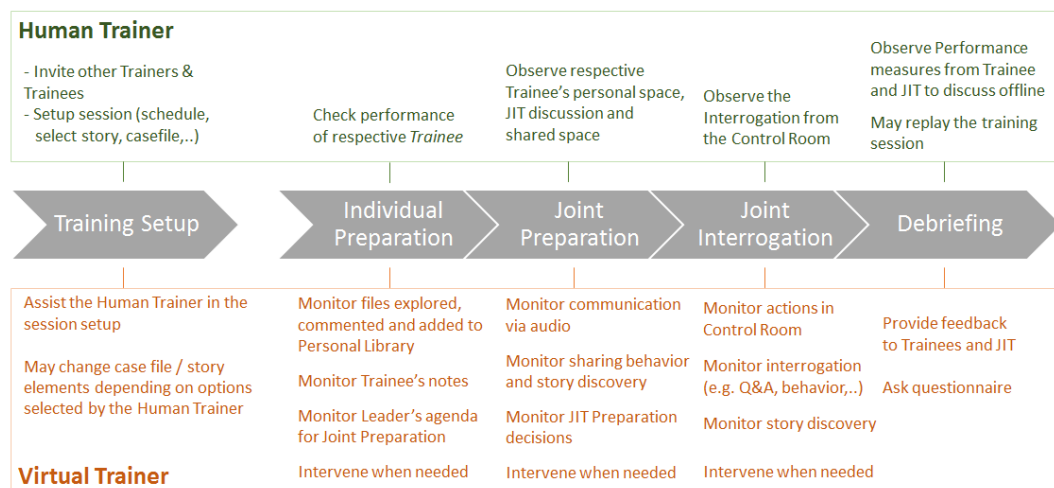 Human Trainer
- Invite other Trainers &
Trainees
- Setup session (schedule,
select story, casefile,..)
Check performance
of respective Trainee
Observe respective
Trainee's personal space,
JIT discussion and
shared space
Observe the
Interrogation from
the Control Room
Observe Performance
measures from Trainee
and JIT to discuss offline
May replay the training
session
Training Setup
Individual
Preparation
Joint
Preparation
Joint
Interrogation
Debriefing
Assist the Human Trainer in the
session setup
May change case file / story
elements depending on options
selected by the Human Trainer
Monitor files explored,
commented and added to
Personal Library
Monitor Trainee's notes
Monitor Leader's agenda
for Joint Preparation
Intervene when needed
Monitor communication
via audio
Monitor sharing behavior
and story discovery
Monitor JIT Preparation
decisions
Intervene when needed
Monitor actions in
Control Room
Monitor interrogation
(e.g. Q&A, behavior,..)
Monitor story discovery
Intervene when needed
Provide feedback
to Trainees and JIT
Ask questionnaire
Virtual Trainer